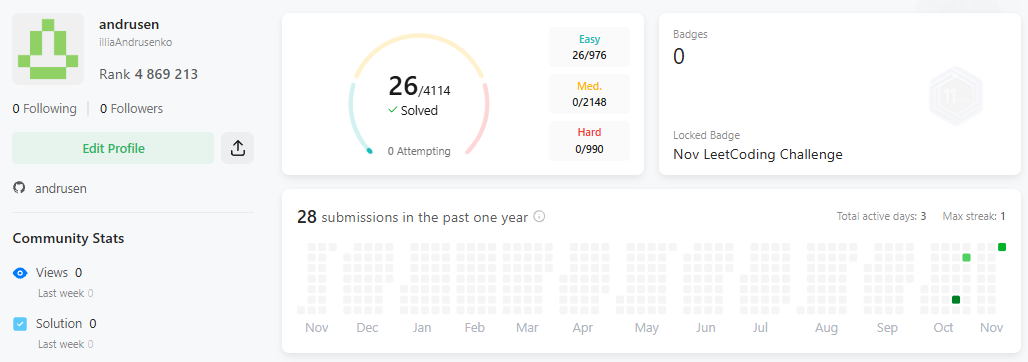 andrusen
illiaAndrusenko
Rank 4 869 213
0 Following
0 Followers
Edit Profile
andrusen
Community Stats
Views 0
Last week 0
Solution 0
Last week 0
26/4114
Solved
0 Attempting
Easy
26/976
Med.
0/2148
Hard
0/990
Badges
0
Locked Badge
Nov LeetCoding Challenge
28 submissions in the past one year
Total active days: 3
Max streak: 1
Nov Dec Jan Feb Mar Apr May Jun Jul Aug Sep Oct Nov